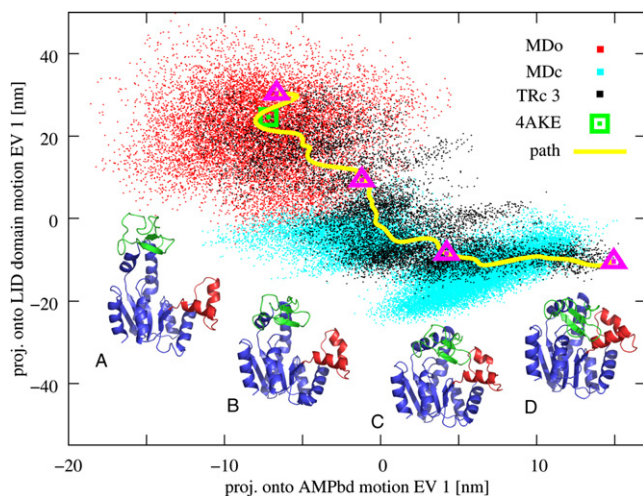 proj. onto LID domain motion EV 1 [nm]
40
20
0
−20
−40
MDo
MDc
TRc 3
4AKE
path
A
B
C
D
−20
−10
0
10
proj. onto AMPbd motion EV 1 [nm]